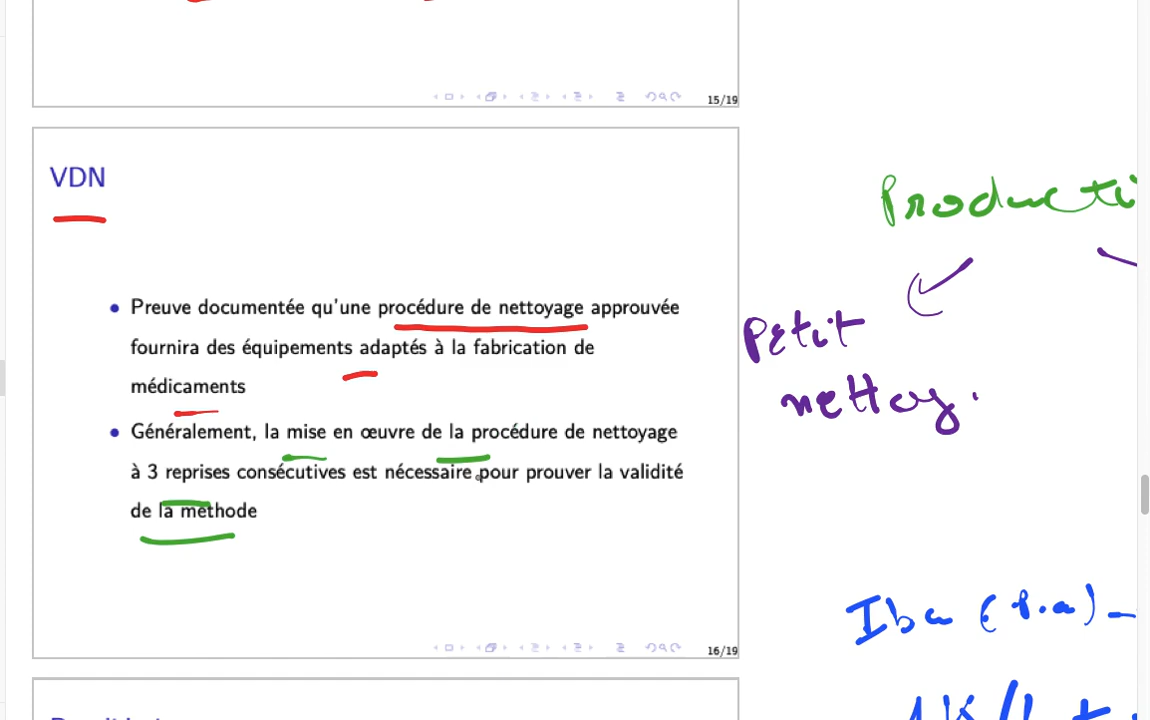 15/19
VDN
Producti
Preuve documentée qu'une procédure de nettoyage approuvée
fournira des équipements adaptés à la fabrication de
médicaments
Petit
nettoy.
Généralement, la mise en œuvre de la procédure de nettoyage
à 3 reprises consécutives est nécessaire pour prouver la validité
de la méthode
Ibu (p.a) –
16/19